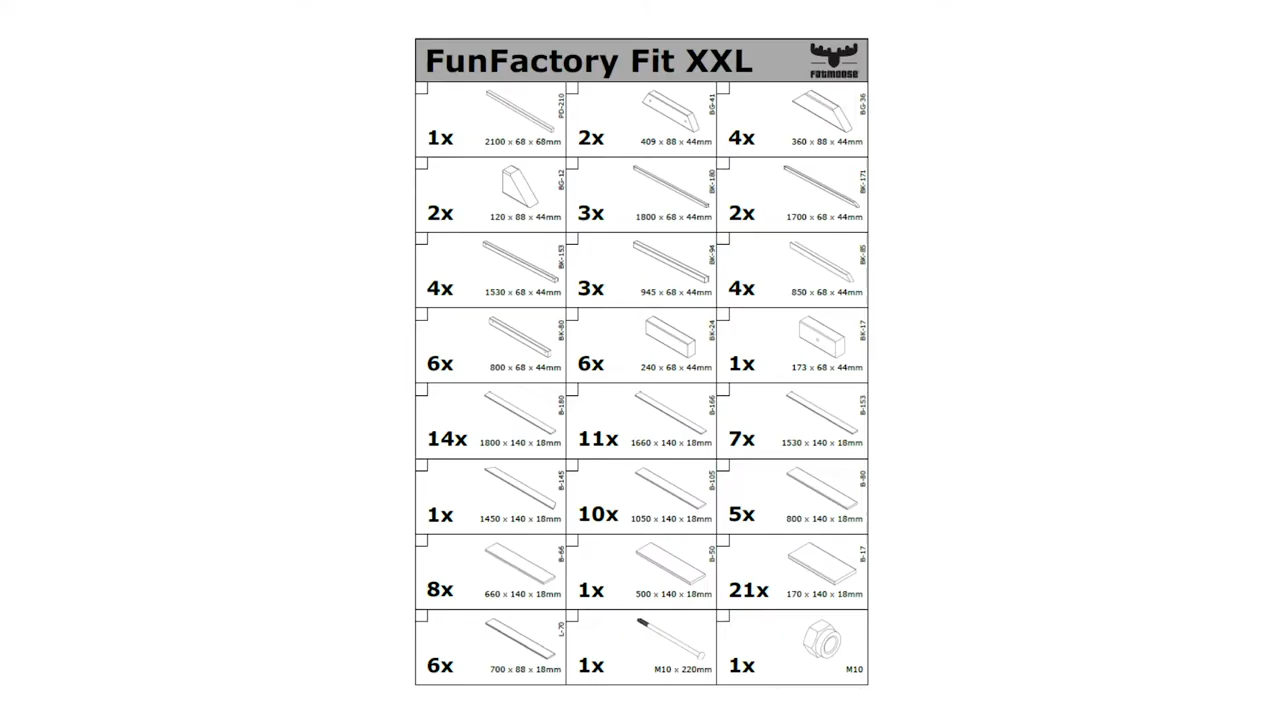 FunFactory Fit XXL
FATMOOSE
PD-210
1x
2100 x 68 x 68mm
BG-41
2x
409 x 88 x 44mm
BG-36
4x
360 x 88 x 44mm
BG-12
2x
120 x 88 x 44mm
BK-180
3x
1800 x 68 x 44mm
BK-171
2x
1700 x 68 x 44mm
BK-153
4x
1530 x 68 x 44mm
BK-94
3x
945 x 68 x 44mm
BK-85
4x
850 x 68 x 44mm
BK-80
6x
800 x 68 x 44mm
BK-24
6x
240 x 68 x 44mm
BK-17
1x
173 x 68 x 44mm
B-180
14x
1800 x 140 x 18mm
B-166
11x
1660 x 140 x 18mm
B-153
7x
1530 x 140 x 18mm
B-145
1x
1450 x 140 x 18mm
B-105
10x
1050 x 140 x 18mm
B-80
5x
800 x 140 x 18mm
B-66
8x
660 x 140 x 18mm
B-50
1x
500 x 140 x 18mm
B-17
21x
170 x 140 x 18mm
L-70
6x
700 x 88 x 18mm
1x
M10 x 220mm
1x
M10